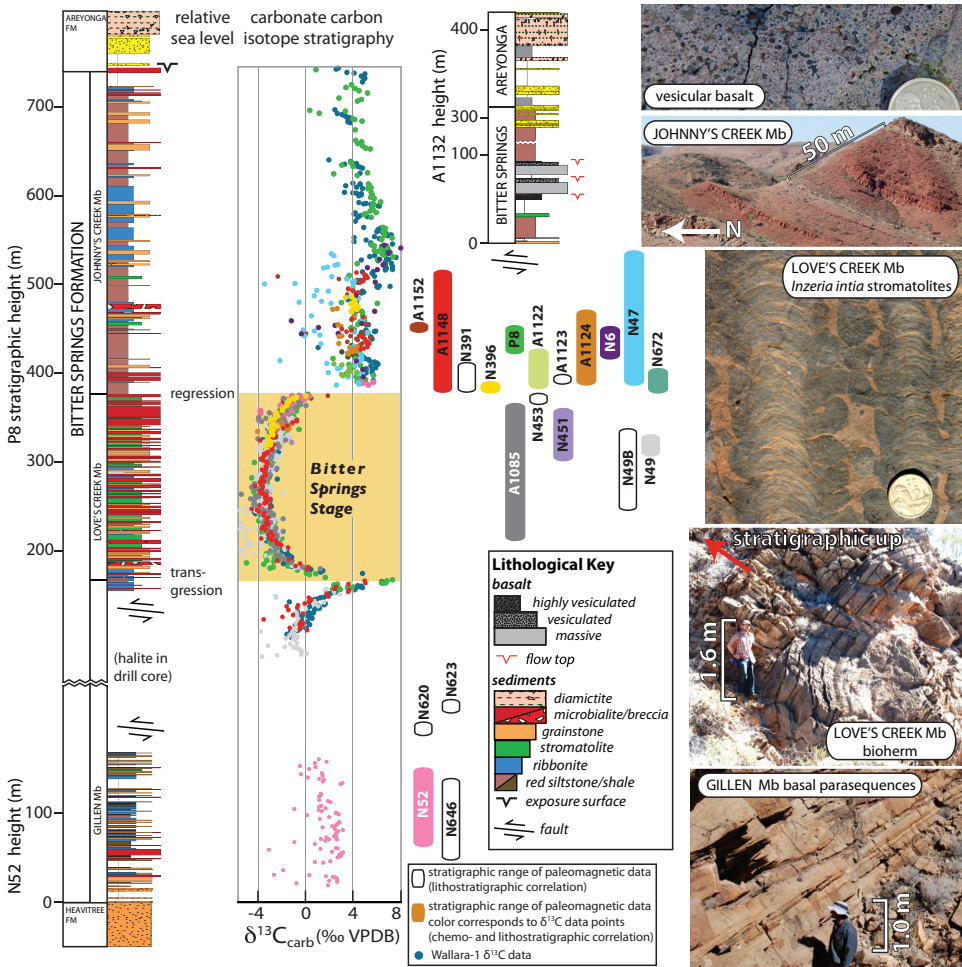 AREYONGA
FM
relative
sea level
carbonate carbon
isotope stratigraphy
P8 stratigraphic height (m)
700
600
500
400
300
200
BITTER SPRINGS FORMATION
JOHNNY'S CREEK Mb
LOVE'S CREEK Mb
regression
trans-
gression
(halite in
drill core)
N52 height (m)
100
0
GILLEN Mb
HEAVITREE
FM
Bitter
Springs
Stage
-4 0 4 8
δ13Ccarb (‰ VPDB)
A1132 height (m)
400
300
100
0
AREYONGA
BITTER SPRINGS
A1152
A1148
N391
N396
P8
A1122
A1123
A1124
N6
N47
N672
A1085
N453
N451
N49B
N49
N620
N623
N52
N646
Lithological Key
basalt
highly vesiculated
vesiculated
massive
flow top
sediments
diamictite
microbialite/breccia
grainstone
stromatolite
ribbonite
red siltstone/shale
exposure surface
fault
stratigraphic range of paleomagnetic data
(lithostratigraphic correlation)
stratigraphic range of paleomagnetic data
color corresponds to δ13C data points
(chemo- and lithostratigraphic correlation)
Wallara-1 δ13C data
vesicular basalt
JOHNNY'S CREEK Mb
50 m
N
LOVE'S CREEK Mb
Inzeria intia stromatolites
stratigraphic up
1.6 m
LOVE'S CREEK Mb
bioherm
GILLEN Mb basal parasequences
1.0 m